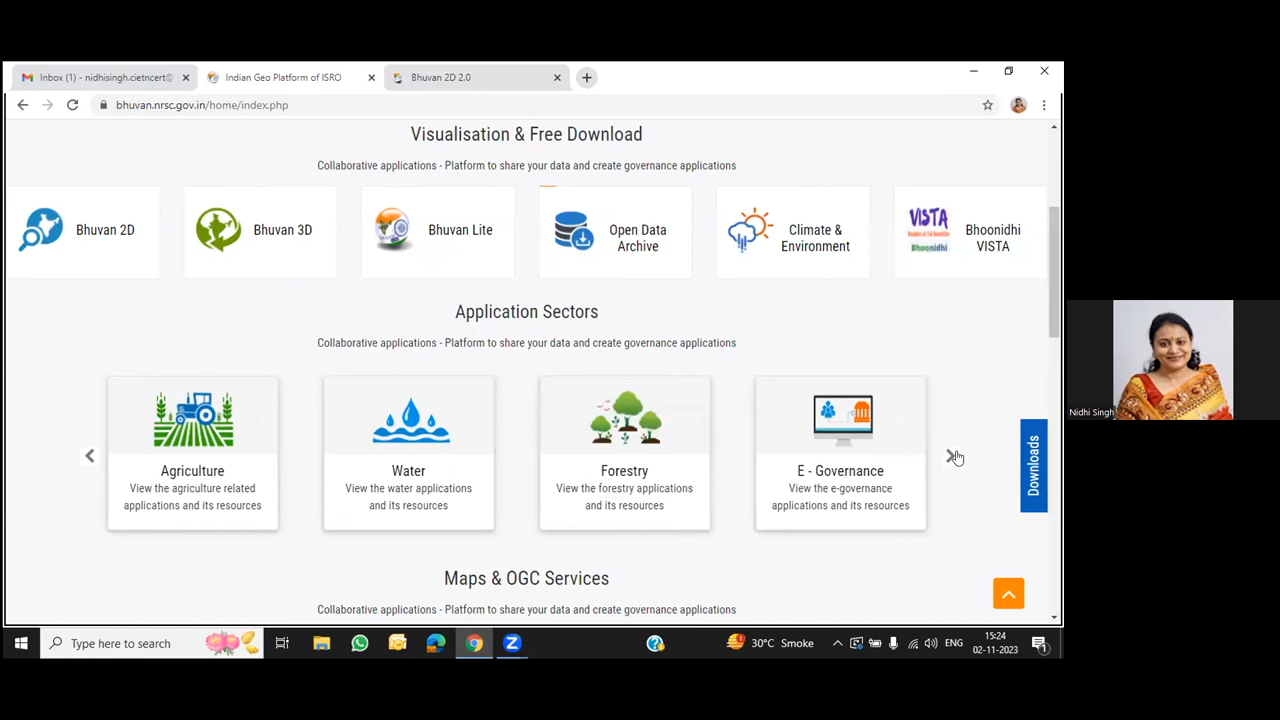 Inbox (1) - nidhisingh.cietncert@
Indian Geo Platform of ISRO
Bhuvan 2D 2.0
bhuvan.nrsc.gov.in/home/index.php
Visualisation & Free Download
Collaborative applications - Platform to share your data and create governance applications
Bhuvan 2D
Bhuvan 3D
Bhuvan Lite
Open Data
Archive
Climate &
Environment
VISTA
Bhoonidhi
Bhoonidhi
VISTA
Application Sectors
Collaborative applications - Platform to share your data and create governance applications
Agriculture
View the agriculture related
applications and its resources
Water
View the water applications
and its resources
Forestry
View the forestry applications
and its resources
E - Governance
View the e-governance
applications and its resources
Downloads
Maps & OGC Services
Collaborative applications - Platform to share your data and create governance applications
Nidhi Singh
Type here to search
30°C Smoke
ENG
15:24
02-11-2023
1